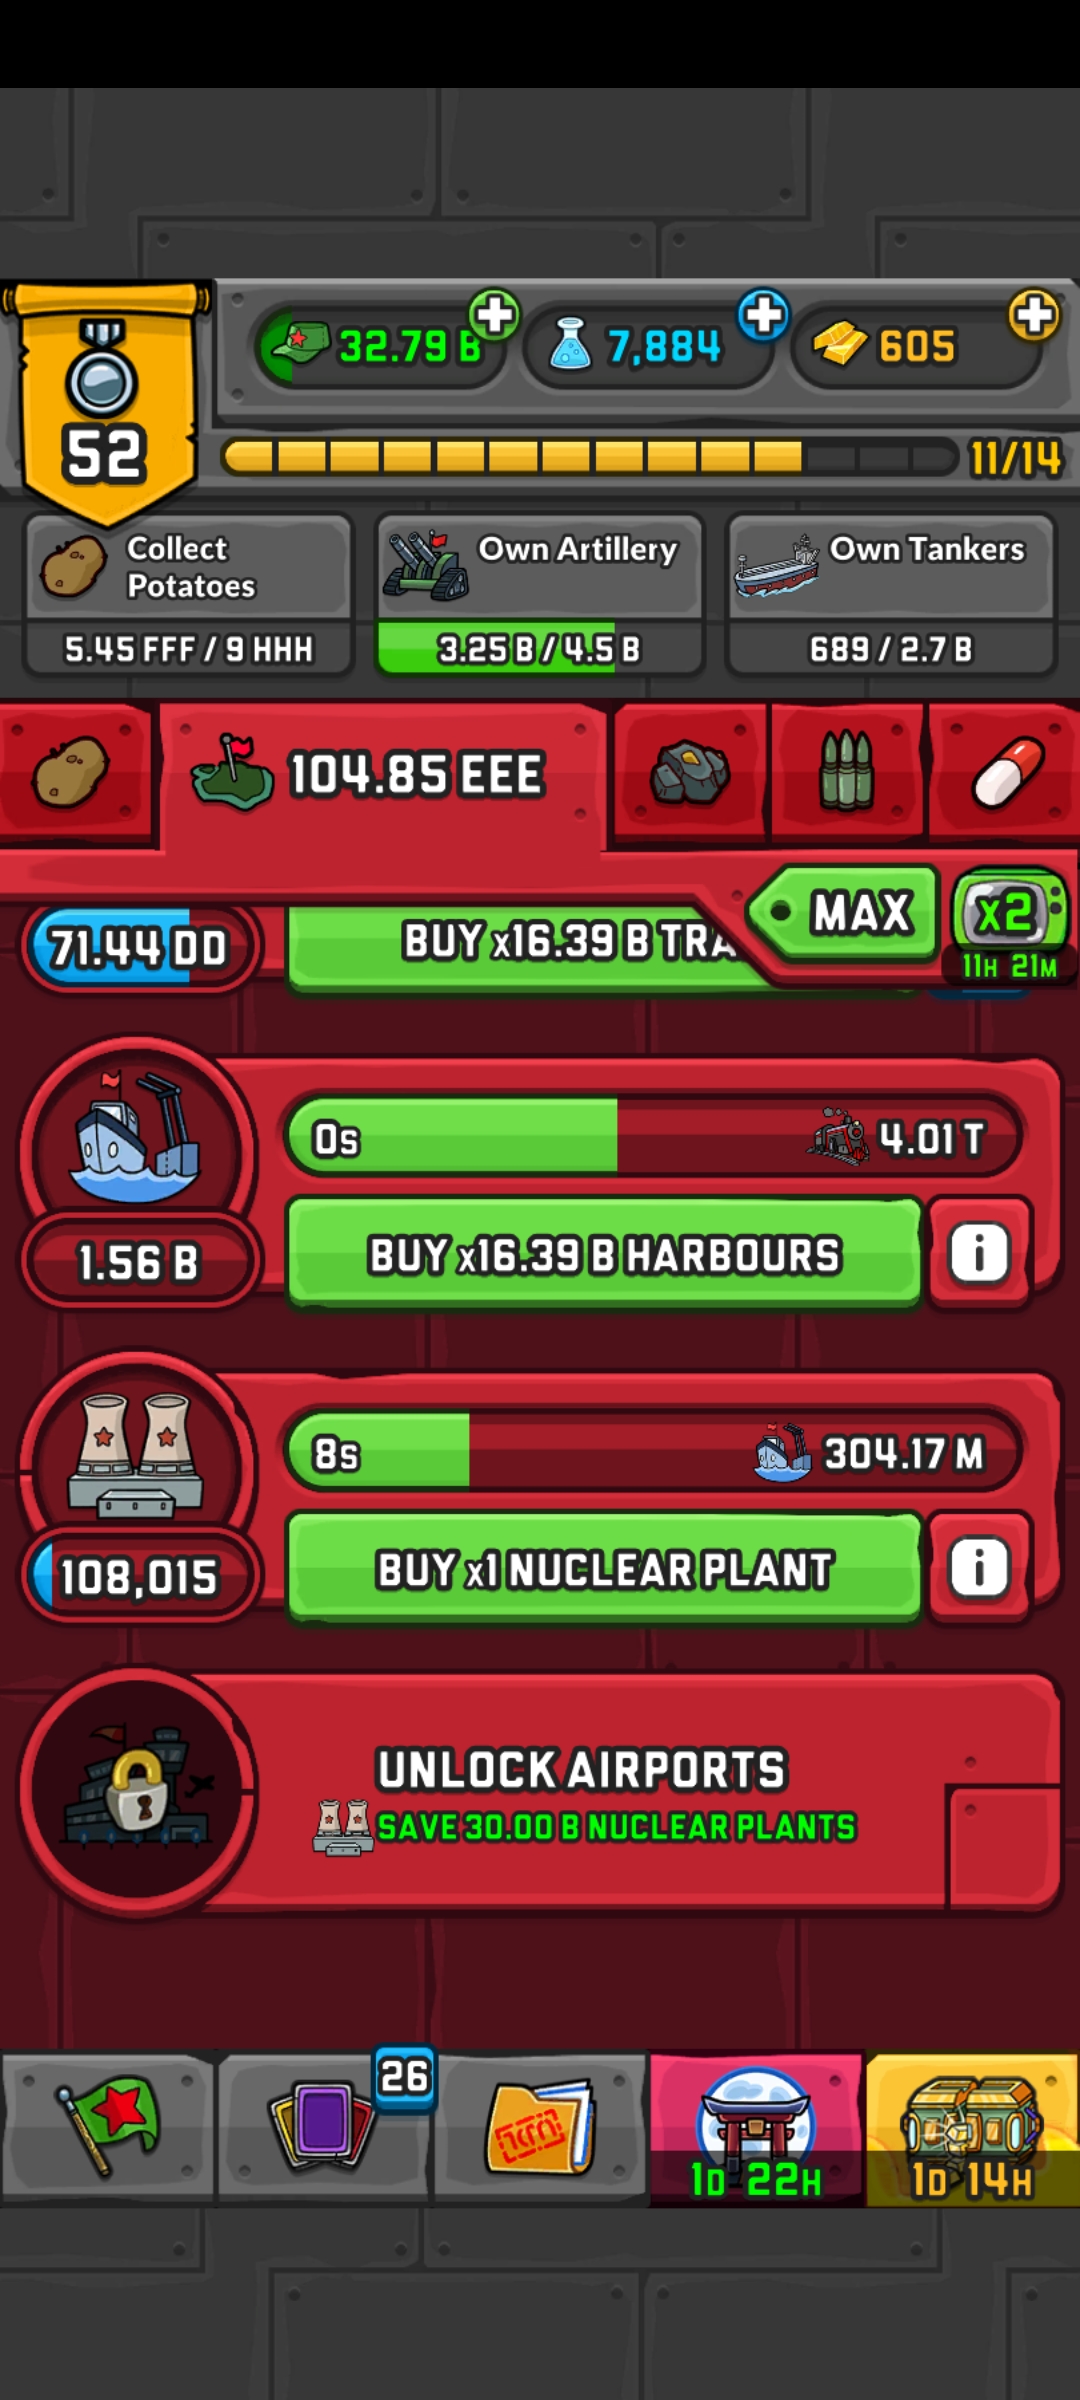 32.79 B
7,884
605
52
11/14
Collect
Potatoes
5.45 FFF / 9 HHH
Own Artillery
3.25 B / 4.5 B
Own Tankers
689 / 2.7 B
104.85 EEE
MAX
x2
11H 21M
71.44 DD
BUY x16.39 B TRA
0s
4.01 T
1.56 B
BUY x16.39 B HARBOURS
i
8s
304.17 M
108,015
BUY x1 NUCLEAR PLANT
i
UNLOCK AIRPORTS
SAVE 30.00 B NUCLEAR PLANTS
26
1D 22H
1D 14H